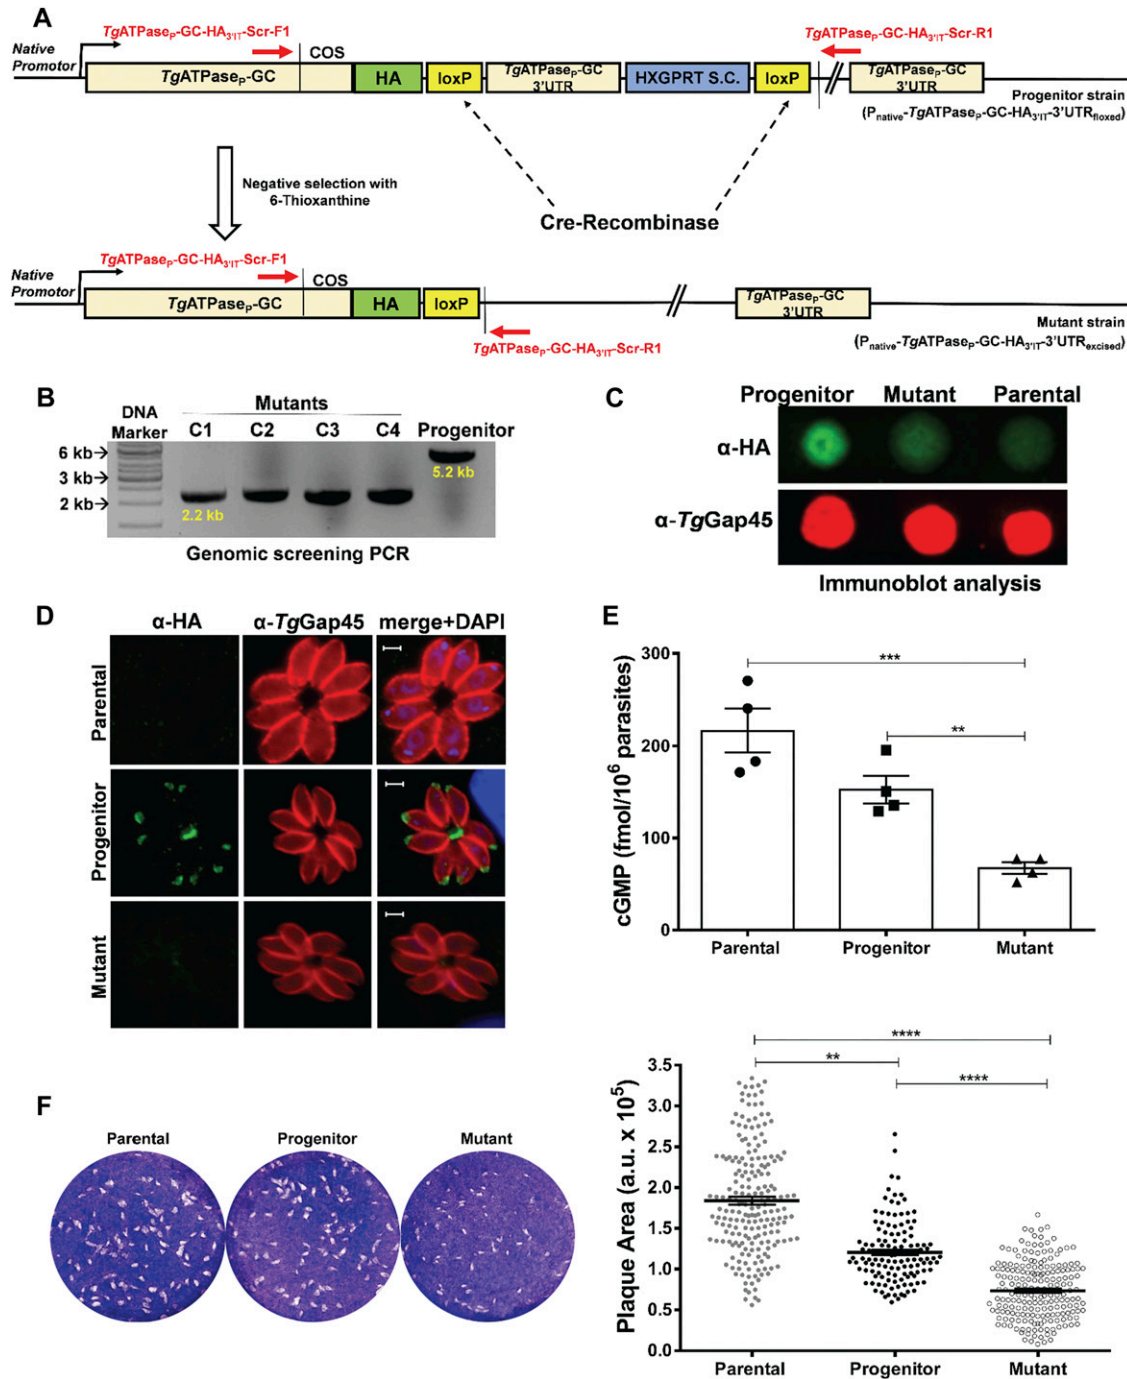 A
TgATPaseP-GC-HA3'IT-Scr-F1
TgATPaseP-GC-HA3'IT-Scr-R1
Native
Promotor
COS
TgATPaseP-GC
HA
loxP
TgATPaseP-GC
3'UTR
HXGPRT S.C.
loxP
TgATPaseP-GC
3'UTR
Progenitor strain
(Pnative-TgATPaseP-GC-HA3'IT-3'UTRfloxed)
Negative selection with
6-Thioxanthine
Cre-Recombinase
TgATPaseP-GC-HA3'IT-Scr-F1
Native
Promotor
COS
TgATPaseP-GC
HA
loxP
TgATPaseP-GC
3'UTR
TgATPaseP-GC-HA3'IT-Scr-R1
Mutant strain
(Pnative-TgATPaseP-GC-HA3'IT-3'UTRexcised)
B
DNA
Marker
Mutants
C1 C2 C3 C4 Progenitor
6 kb→
3 kb→
2 kb→
5.2 kb
2.2 kb
Genomic screening PCR
C
Progenitor Mutant Parental
α-HA
α-TgGap45
Immunoblot analysis
D
α-HA α-TgGap45 merge+DAPI
Parental
Progenitor
Mutant
E
cGMP (fmol/10⁶ parasites)
300
200
100
0
***
**
Parental Progenitor Mutant
F
Parental Progenitor Mutant
Plaque Area (a.u. x 10⁵)
3.5
3.0
2.5
2.0
1.5
1.0
0.5
0.0
****
**
****
Parental Progenitor Mutant